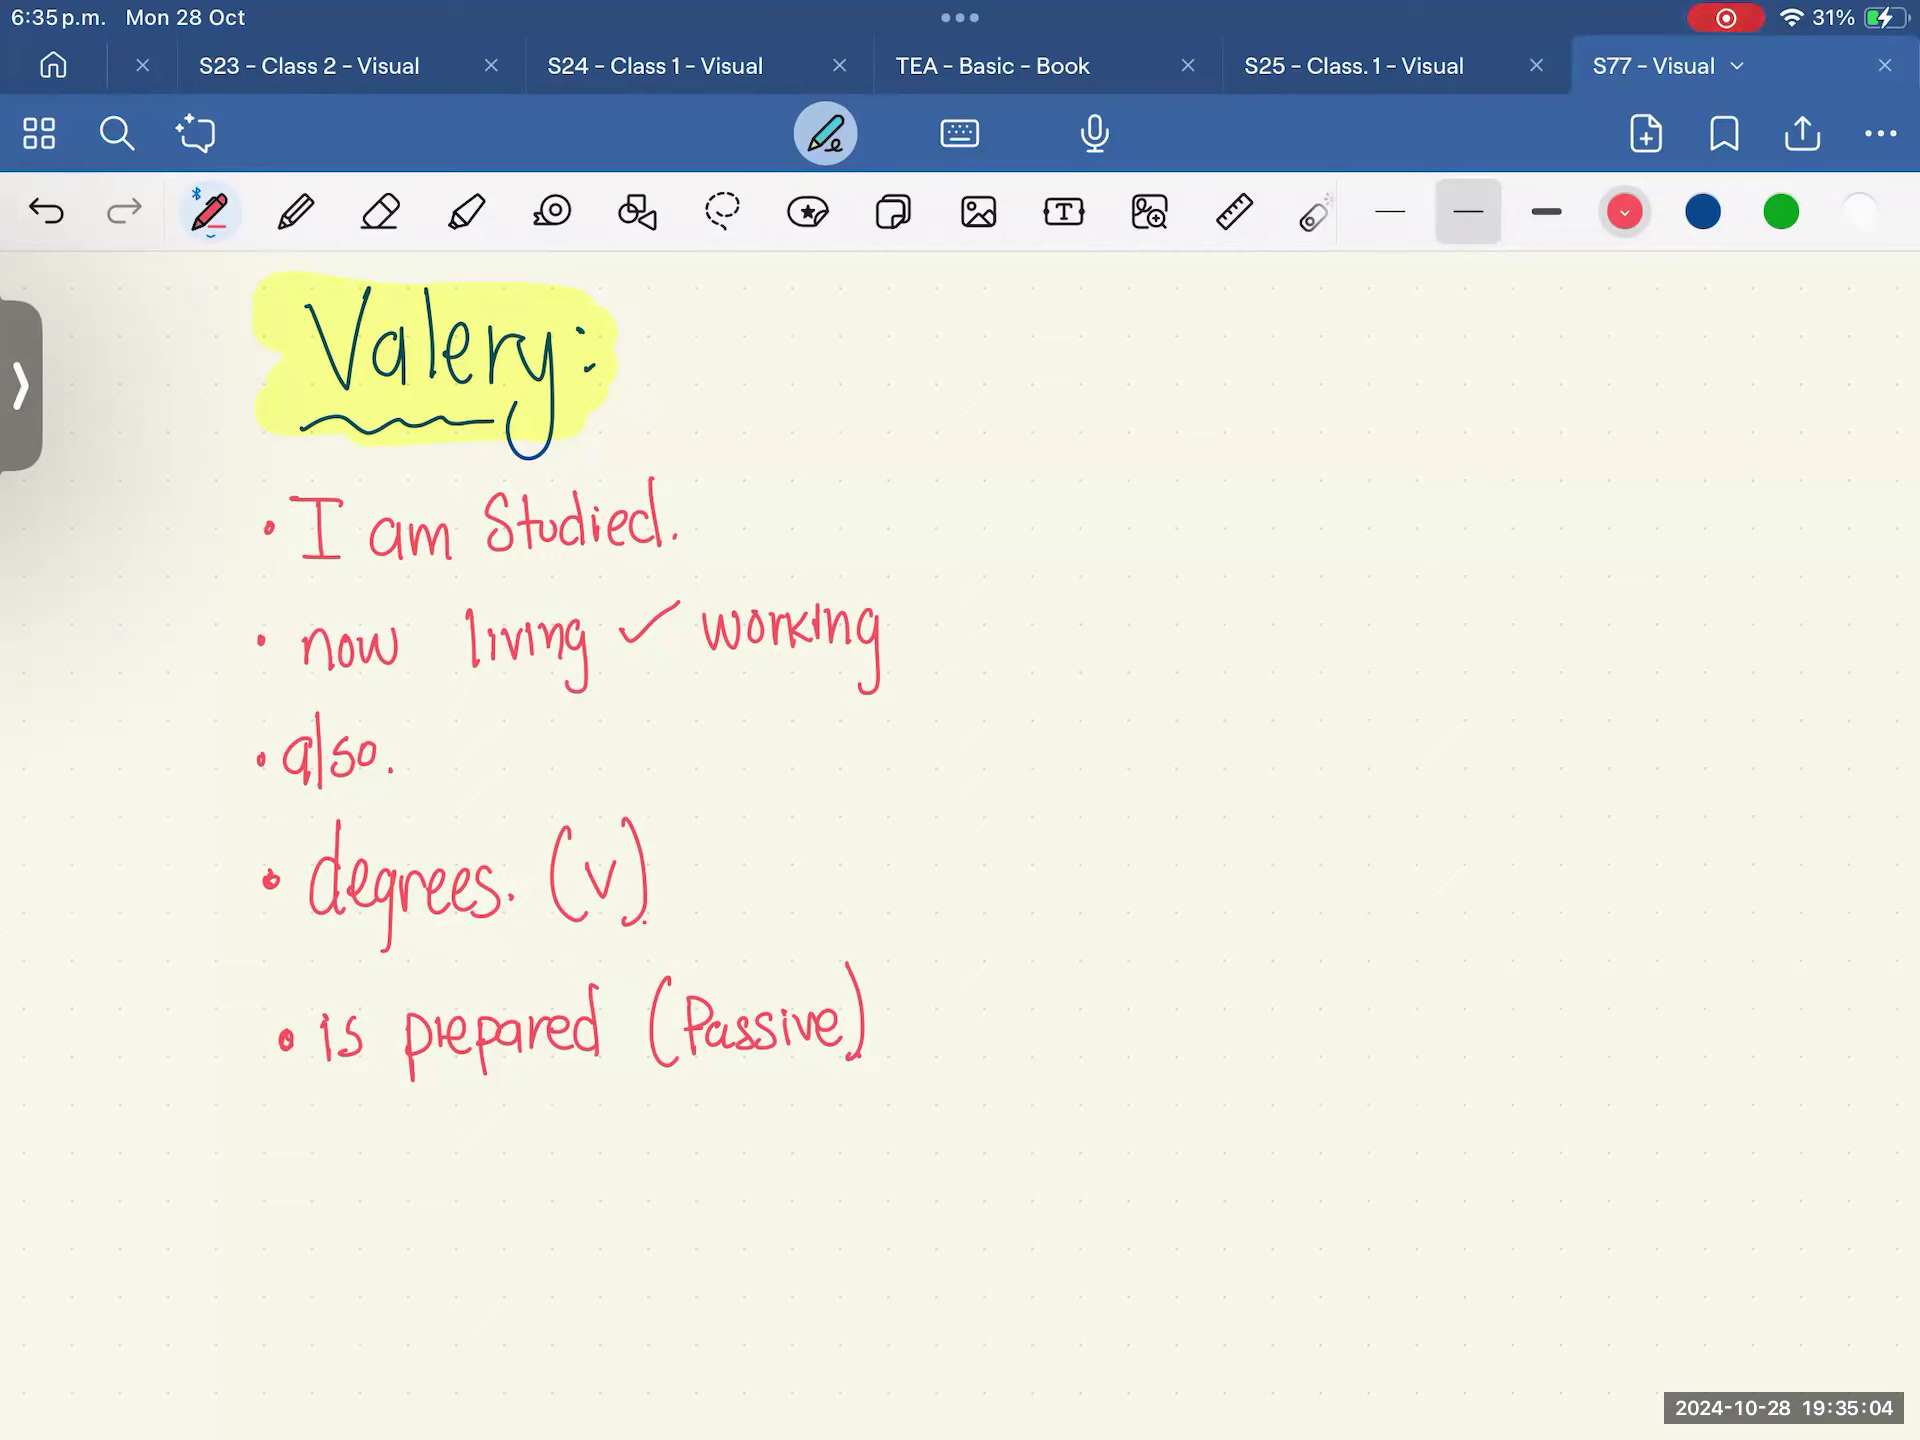 6:35 p.m. Mon 28 Oct
31%
S23 - Class 2 - Visual
S24 - Class 1 - Visual
TEA - Basic - Book
S25 - Class. 1 - Visual
S77 - Visual
Valery:
• I am Studied.
• now living ✓ working
• also.
• degrees. (v).
• is prepared (Passive).
2024-10-28 19:35:04